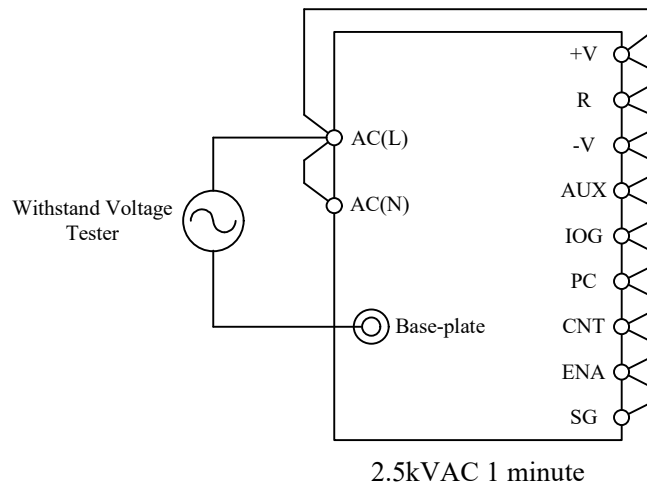 +V
R
AC(L)
-V
AUX
AC(N)
Withstand Voltage
Tester
IOG
PC
Base-plate
CNT
ENA
SG
2.5kVAC 1 minute